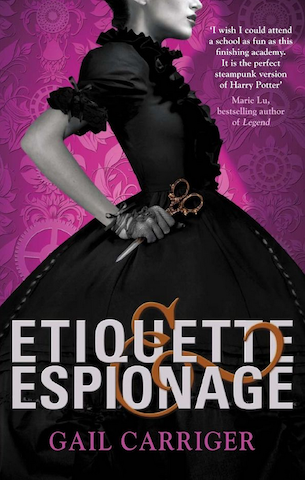 ‘I wish I could attend
a school as fun as this
finishing academy.
It is the perfect
steampunk version
of Harry Potter’
Marie Lu,
bestselling author
of Legend
ETIQUETTE
&
ESPIONAGE
GAIL CARRIGER